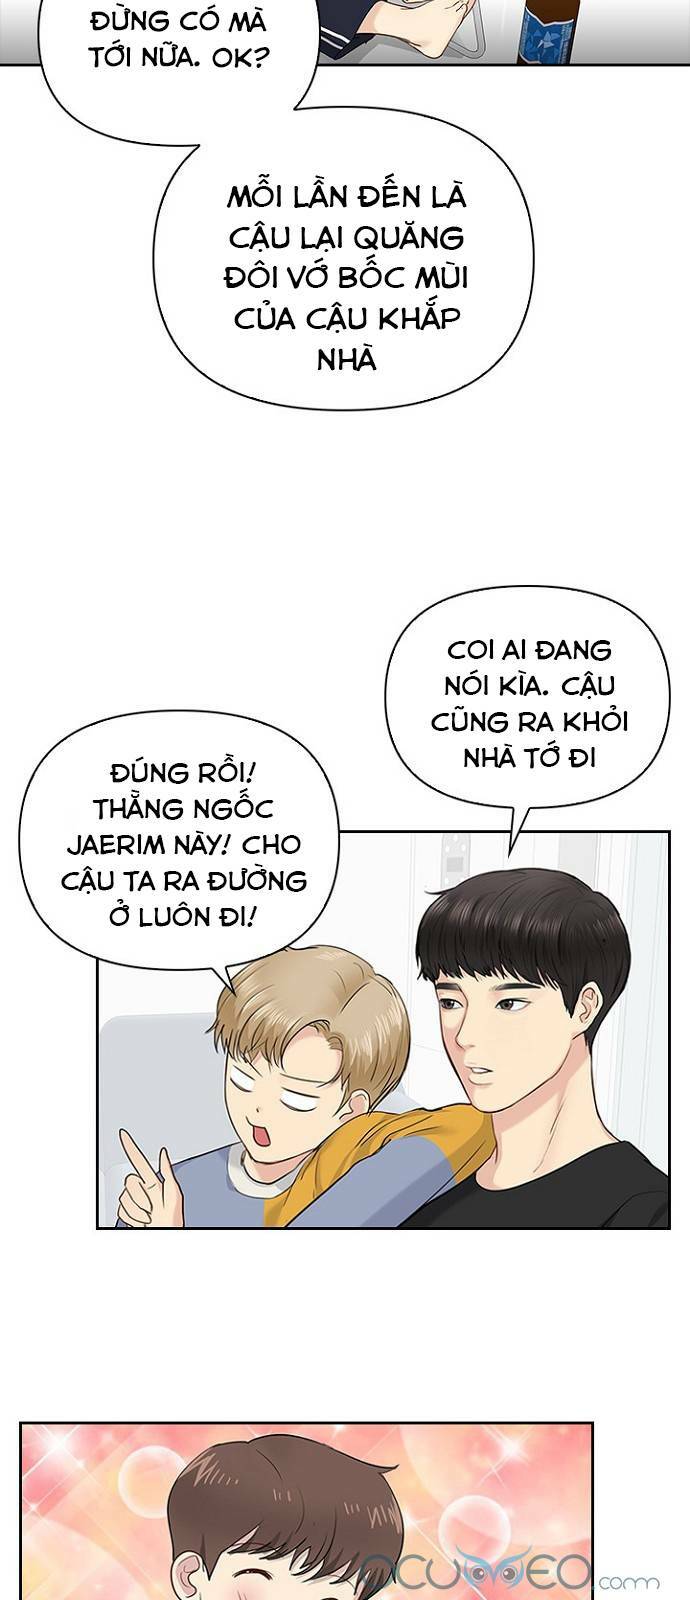 ĐỪNG CÓ MÀ
TỚI NỮA. OK?
MỖI LẦN ĐẾN LÀ
CẬU LẠI QUĂNG
ĐÔI VỚ BỐC MÙI
CỦA CẬU KHẮP
NHÀ
COI AI ĐANG
NÓI KÌA. CẬU
CŨNG RA KHỎI
NHÀ TỚ ĐI
ĐÚNG RỒI!
THẰNG NGỐC
JAERIM NÀY! CHO
CẬU TA RA ĐƯỜNG
Ở LUÔN ĐI!
OCUMEO.com